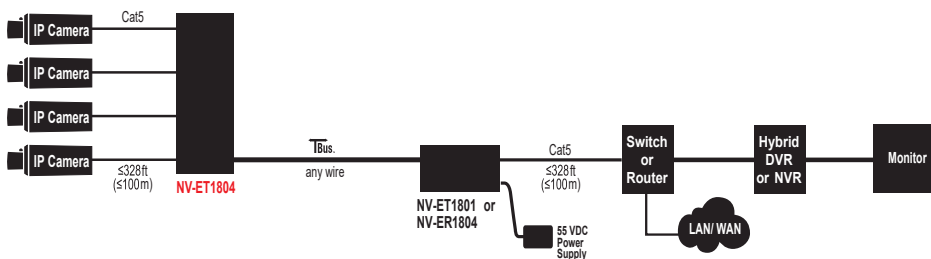 Cat5
IP Camera
IP Camera
IP Camera
IP Camera
≤328ft
(≤100m)
NV-ET1804
TBus.
any wire
NV-ET1801 or
NV-ER1804
55 VDC
Power
Supply
Cat5
≤328ft
(≤100m)
Switch
or
Router
LAN/ WAN
Hybrid
DVR
or NVR
Monitor